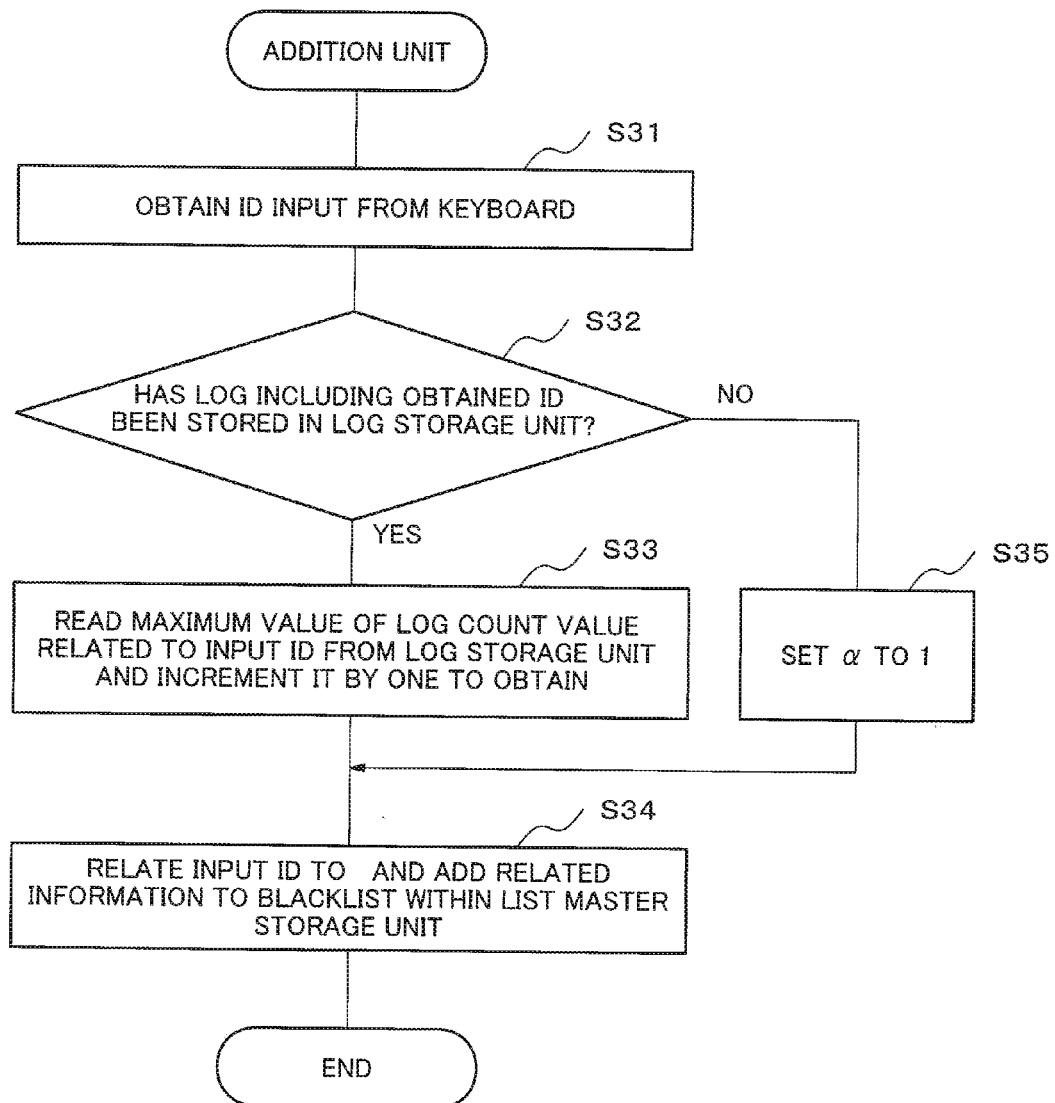 ADDITION UNIT
S31
OBTAIN ID INPUT FROM KEYBOARD
S32
HAS LOG INCLUDING OBTAINED ID
BEEN STORED IN LOG STORAGE UNIT?
NO
YES
S33
READ MAXIMUM VALUE OF LOG COUNT VALUE
RELATED TO INPUT ID FROM LOG STORAGE UNIT
AND INCREMENT IT BY ONE TO OBTAIN
S35
SET α TO 1
S34
RELATE INPUT ID TO AND ADD RELATED
INFORMATION TO BLACKLIST WITHIN LIST MASTER
STORAGE UNIT
END